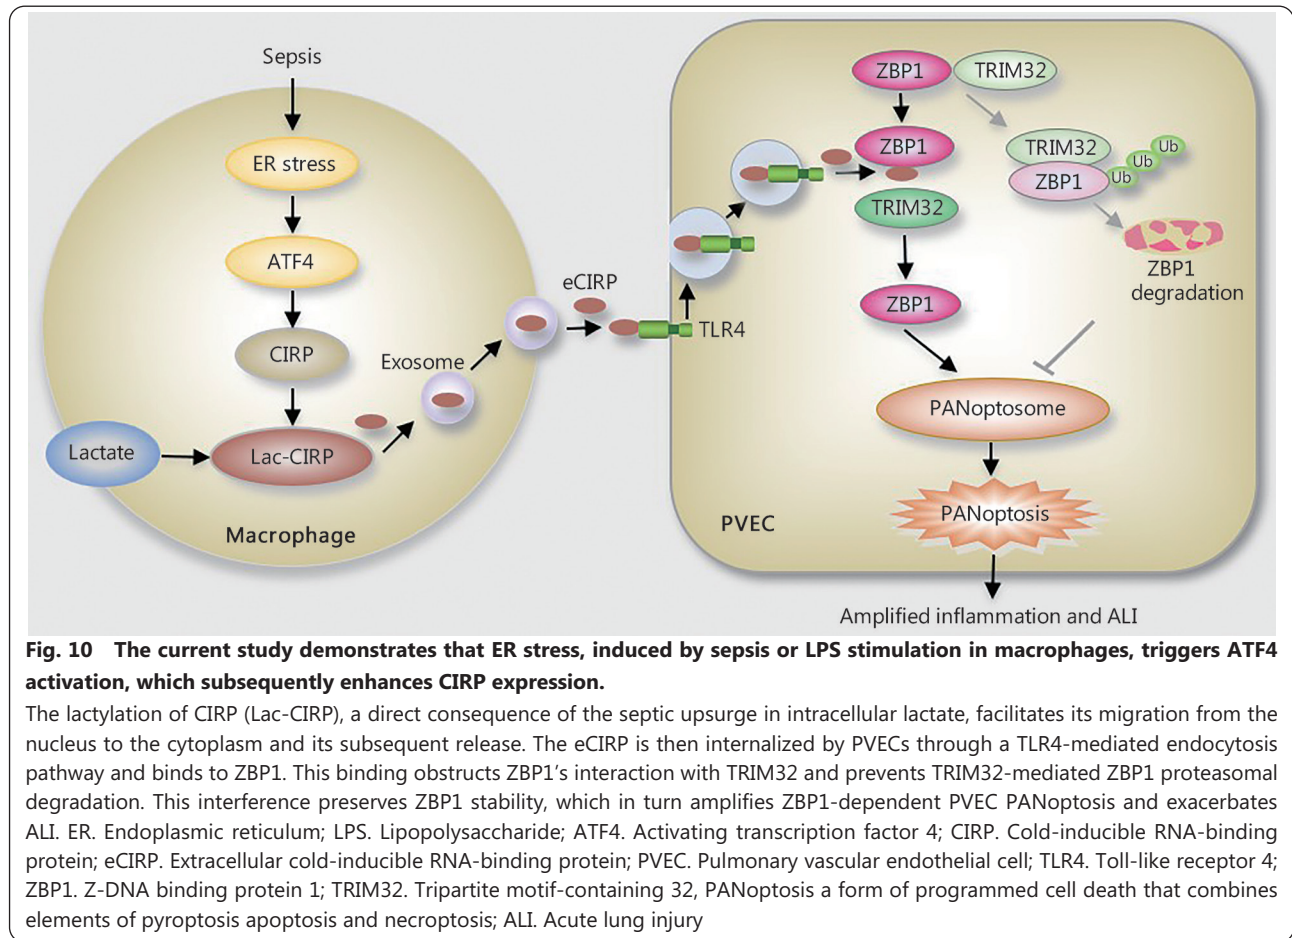 Sepsis
ER stress
ATF4
CIRP
Lactate
Lac-CIRP
Exosome
Macrophage
eCIRP
TLR4
ZBP1
TRIM32
ZBP1
TRIM32
TRIM32
ZBP1
Ub
Ub
Ub
ZBP1
degradation
ZBP1
PANoptosome
PANoptosis
PVEC
Amplified inflammation and ALI
Fig. 10 The current study demonstrates that ER stress, induced by sepsis or LPS stimulation in macrophages, triggers ATF4
activation, which subsequently enhances CIRP expression.
The lactylation of CIRP (Lac-CIRP), a direct consequence of the septic upsurge in intracellular lactate, facilitates its migration from the
nucleus to the cytoplasm and its subsequent release. The eCIRP is then internalized by PVECs through a TLR4-mediated endocytosis
pathway and binds to ZBP1. This binding obstructs ZBP1's interaction with TRIM32 and prevents TRIM32-mediated ZBP1 proteasomal
degradation. This interference preserves ZBP1 stability, which in turn amplifies ZBP1-dependent PVEC PANoptosis and exacerbates
ALI. ER. Endoplasmic reticulum; LPS. Lipopolysaccharide; ATF4. Activating transcription factor 4; CIRP. Cold-inducible RNA-binding
protein; eCIRP. Extracellular cold-inducible RNA-binding protein; PVEC. Pulmonary vascular endothelial cell; TLR4. Toll-like receptor 4;
ZBP1. Z-DNA binding protein 1; TRIM32. Tripartite motif-containing 32, PANoptosis a form of programmed cell death that combines
elements of pyroptosis apoptosis and necroptosis; ALI. Acute lung injury